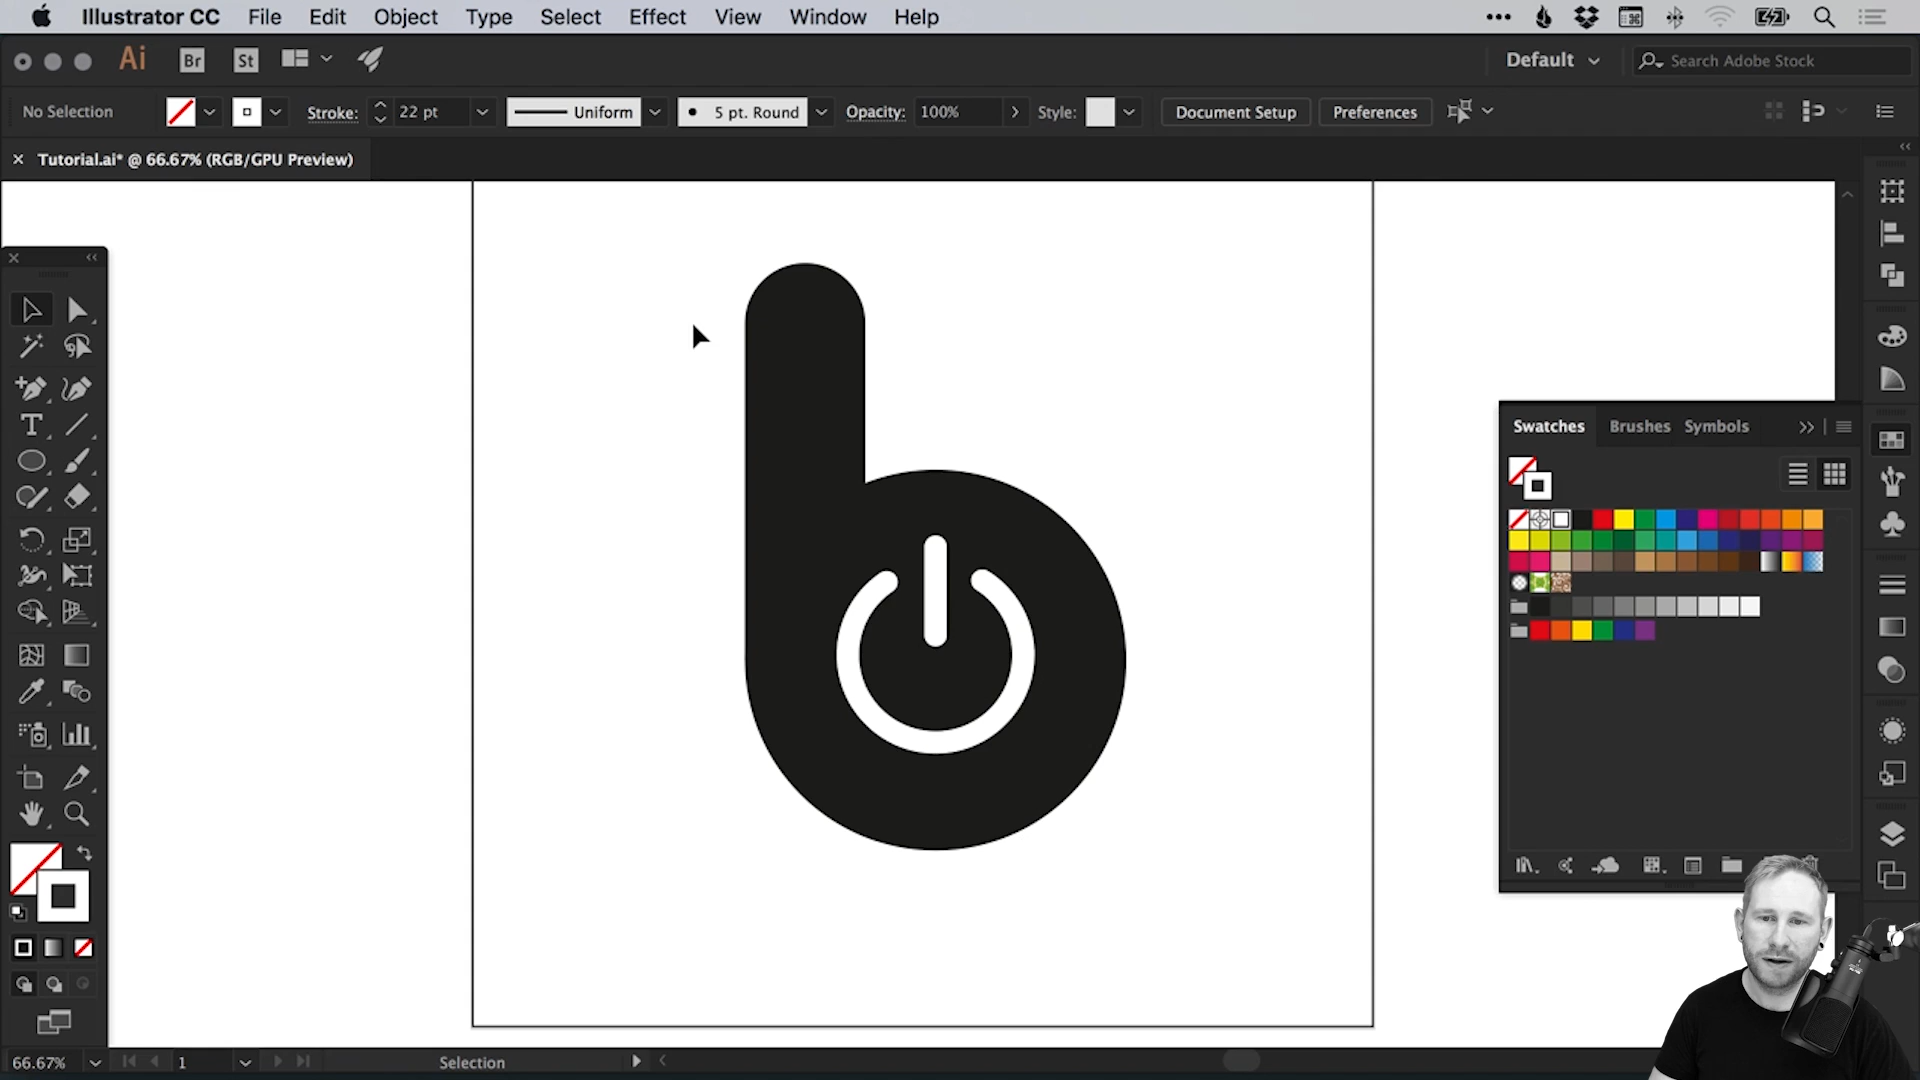 Illustrator CC File Edit Object Type Select Effect View Window Help
Ai Br St Default Search Adobe Stock
No Selection Stroke: 22 pt Uniform 5 pt. Round Opacity: 100% Style: Document Setup Preferences
× Tutorial.ai* @ 66.67% (RGB/GPU Preview)
Swatches Brushes Symbols
66.67% 1 Selection